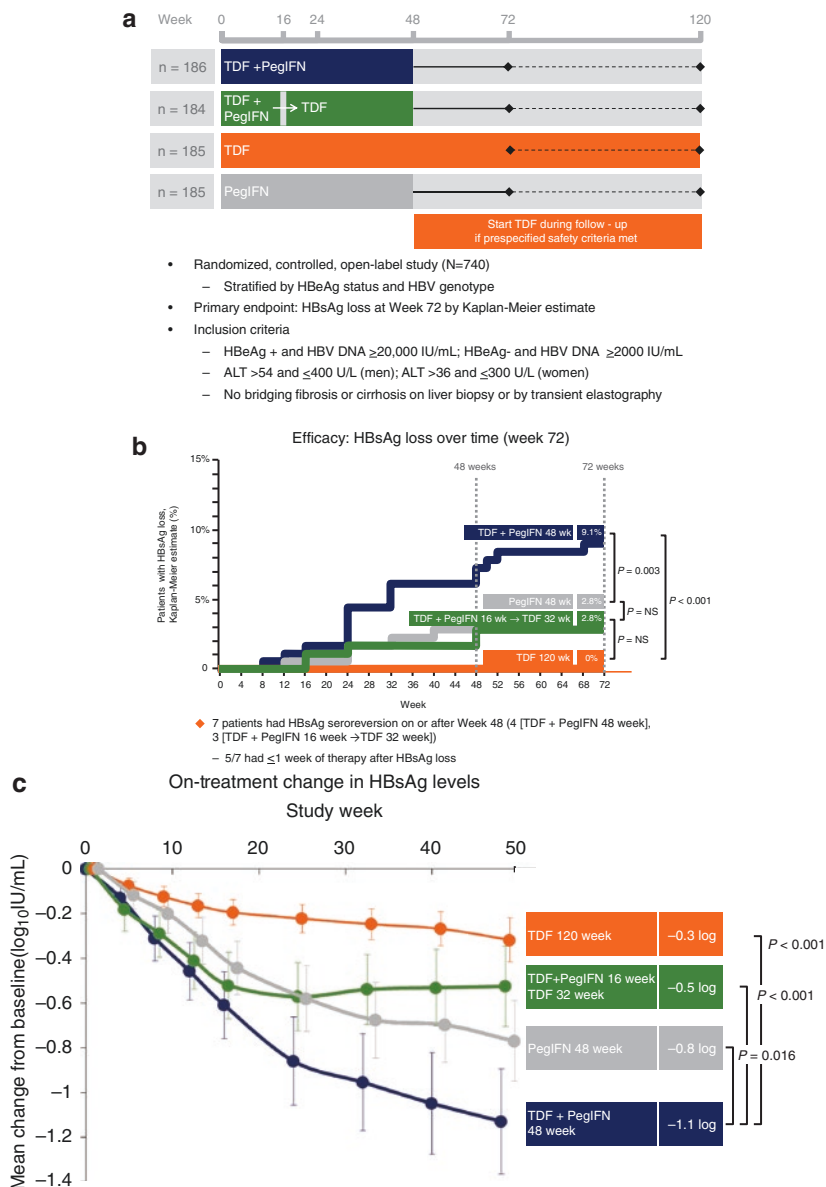 a
Week 0 16 24 48 72 120
n = 186 TDF +PegIFN
n = 184 TDF + PegIFN → TDF
n = 185 TDF
n = 185 PegIFN
Start TDF during follow - up
if prespecified safety criteria met
• Randomized, controlled, open-label study (N=740)
– Stratified by HBeAg status and HBV genotype
• Primary endpoint: HBsAg loss at Week 72 by Kaplan-Meier estimate
• Inclusion criteria
– HBeAg + and HBV DNA ≥20,000 IU/mL; HBeAg- and HBV DNA ≥2000 IU/mL
– ALT >54 and ≤400 U/L (men); ALT >36 and ≤300 U/L (women)
– No bridging fibrosis or cirrhosis on liver biopsy or by transient elastography
b
Efficacy: HBsAg loss over time (week 72)
Patients with HBsAg loss,
Kaplan-Meier estimate (%)
15%
10%
5%
0
48 weeks
72 weeks
TDF + PegIFN 48 wk 9.1%
PegIFN 48 wk 2.8%
TDF + PegIFN 16 wk → TDF 32 wk 2.8%
TDF 120 wk 0%
P = 0.003
P < 0.001
P = NS
P = NS
0 4 8 12 16 20 24 28 32 36 40 44 48 52 56 60 64 68 72
Week
◆ 7 patients had HBsAg seroreversion on or after Week 48 (4 [TDF + PegIFN 48 week],
3 [TDF + PegIFN 16 week →TDF 32 week])
– 5/7 had ≤1 week of therapy after HBsAg loss
c
On-treatment change in HBsAg levels
Study week
0 10 20 30 40 50
Mean change from baseline(log10IU/mL)
0
−0.2
−0.4
−0.6
−0.8
−1
−1.2
−1.4
TDF 120 week −0.3 log
TDF+PegIFN 16 week
TDF 32 week −0.5 log
PegIFN 48 week −0.8 log
TDF + PegIFN
48 week −1.1 log
P < 0.001
P < 0.001
P = 0.016